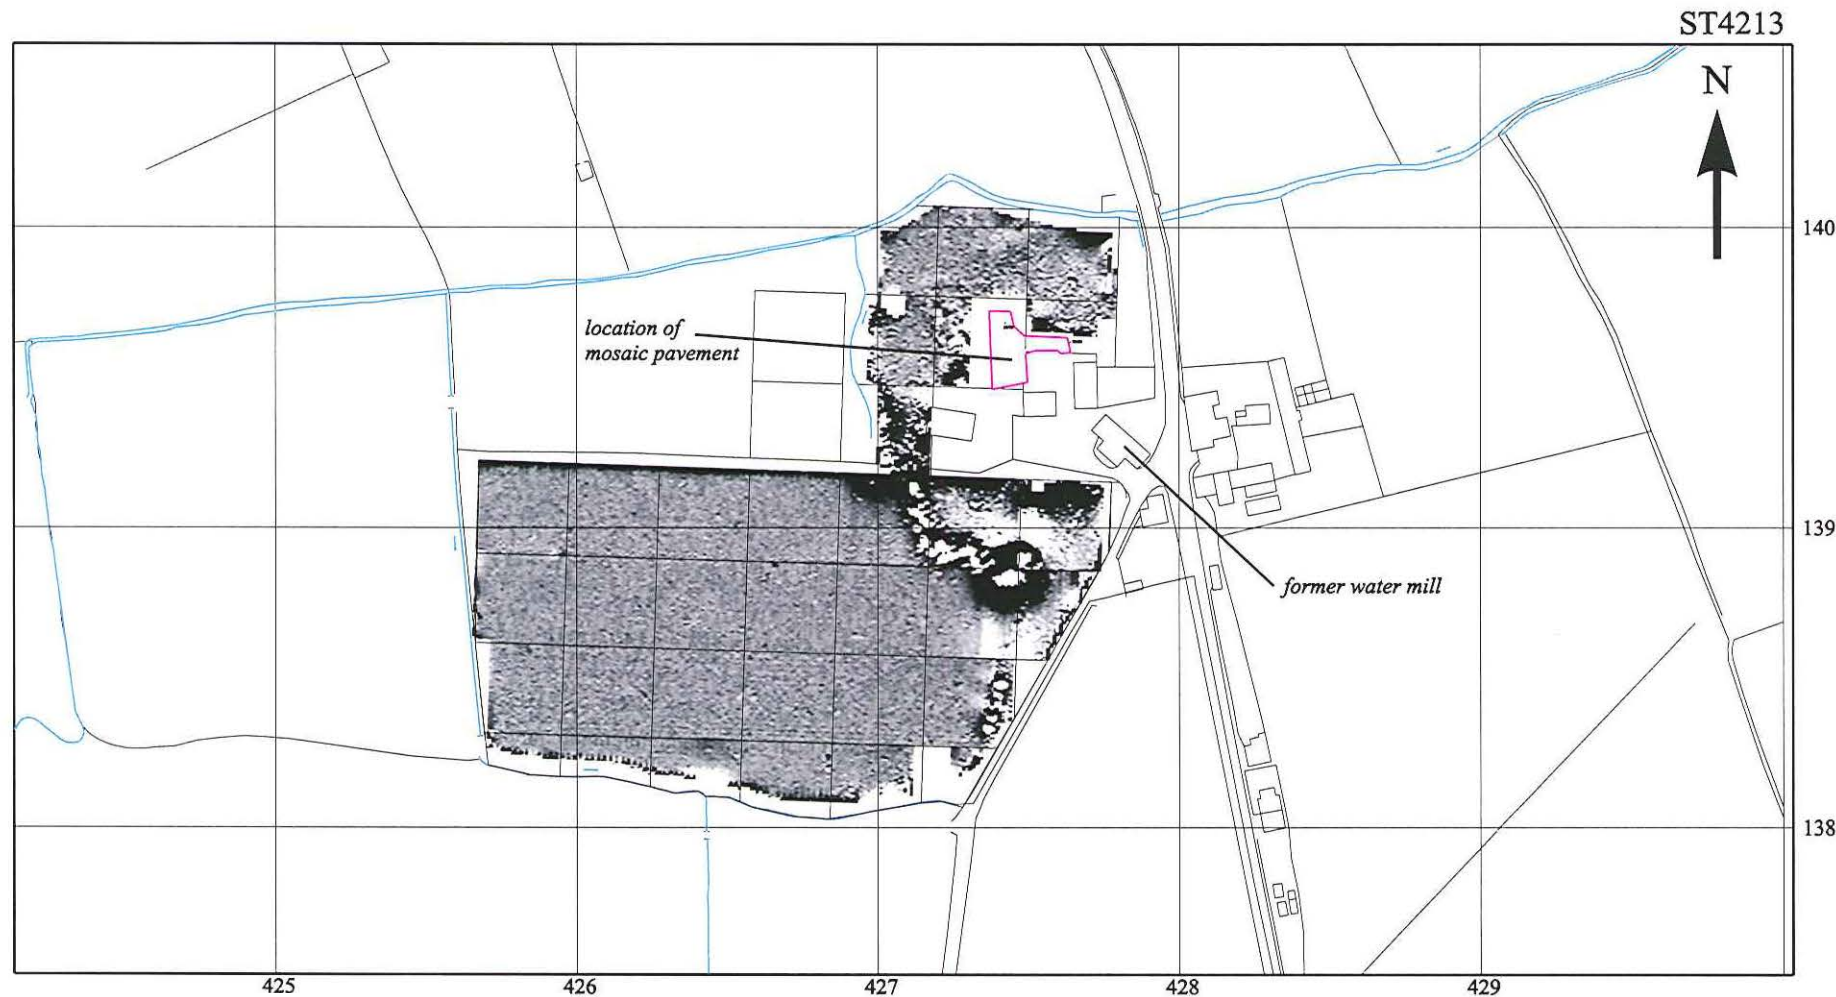 ST4213
N
140
location of
mosaic pavement
139
former water mill
138
425 426 427 428 429